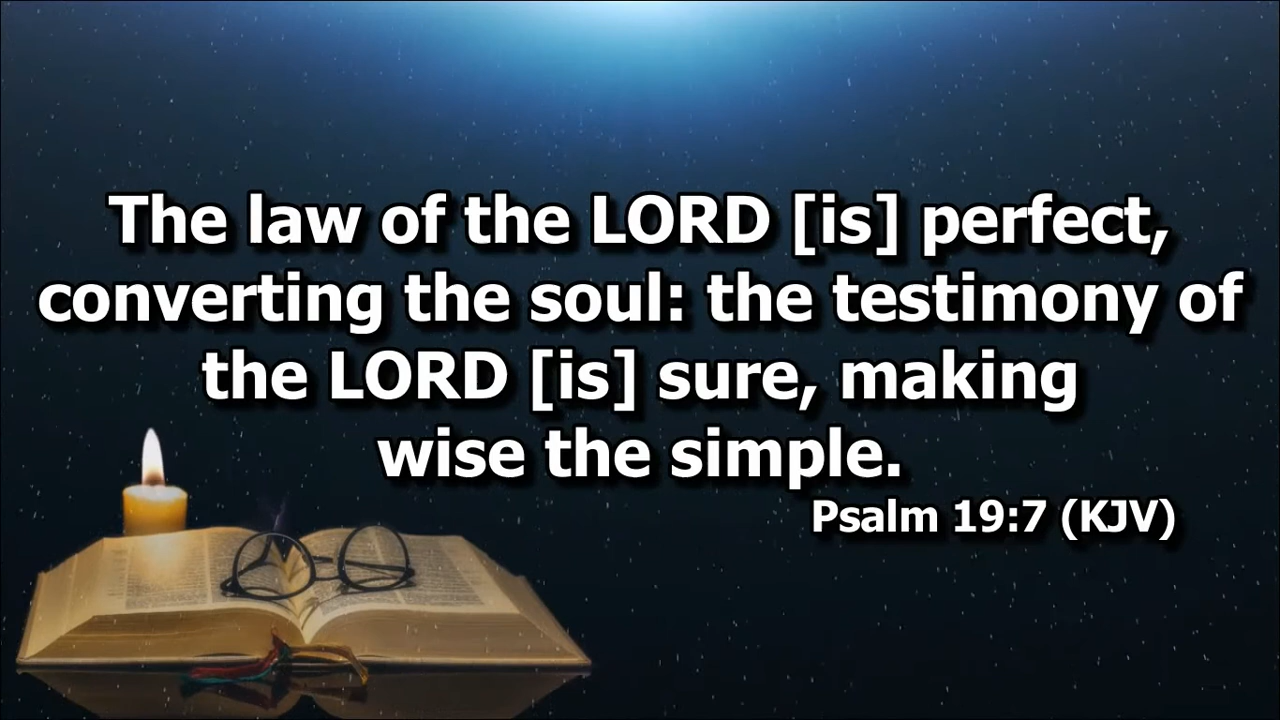 The law of the LORD [is] perfect,
converting the soul: the testimony of
the LORD [is] sure, making
wise the simple.
Psalm 19:7 (KJV)